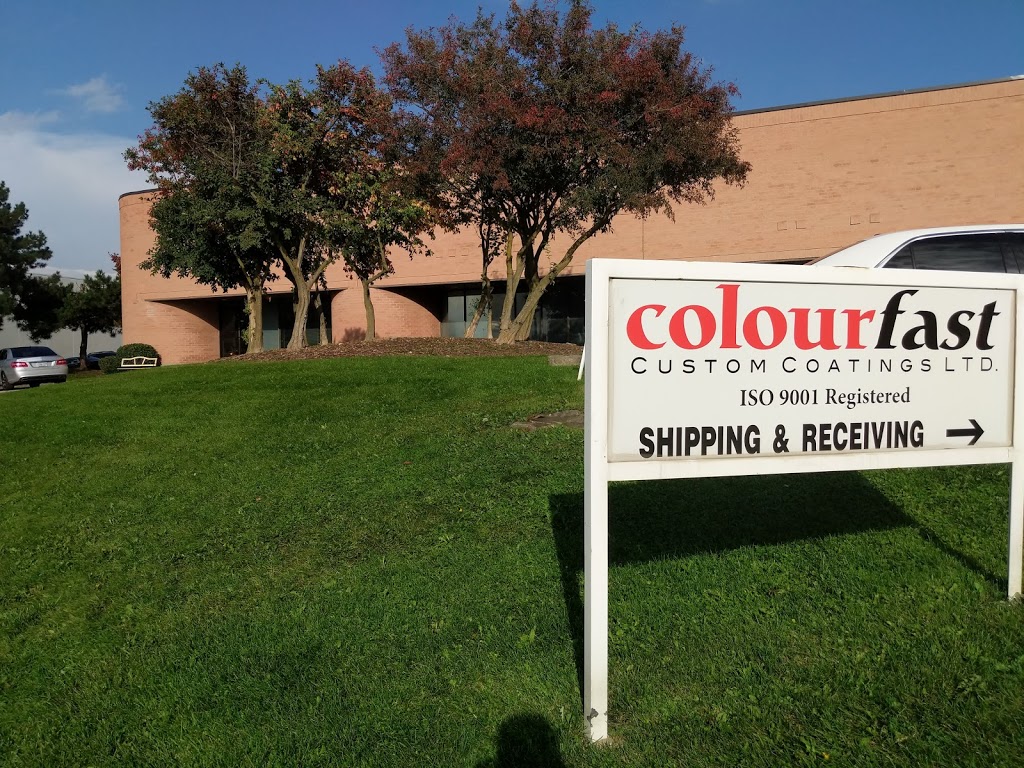 colourfast
CUSTOM COATINGS LTD.
ISO 9001 Registered
SHIPPING & RECEIVING →